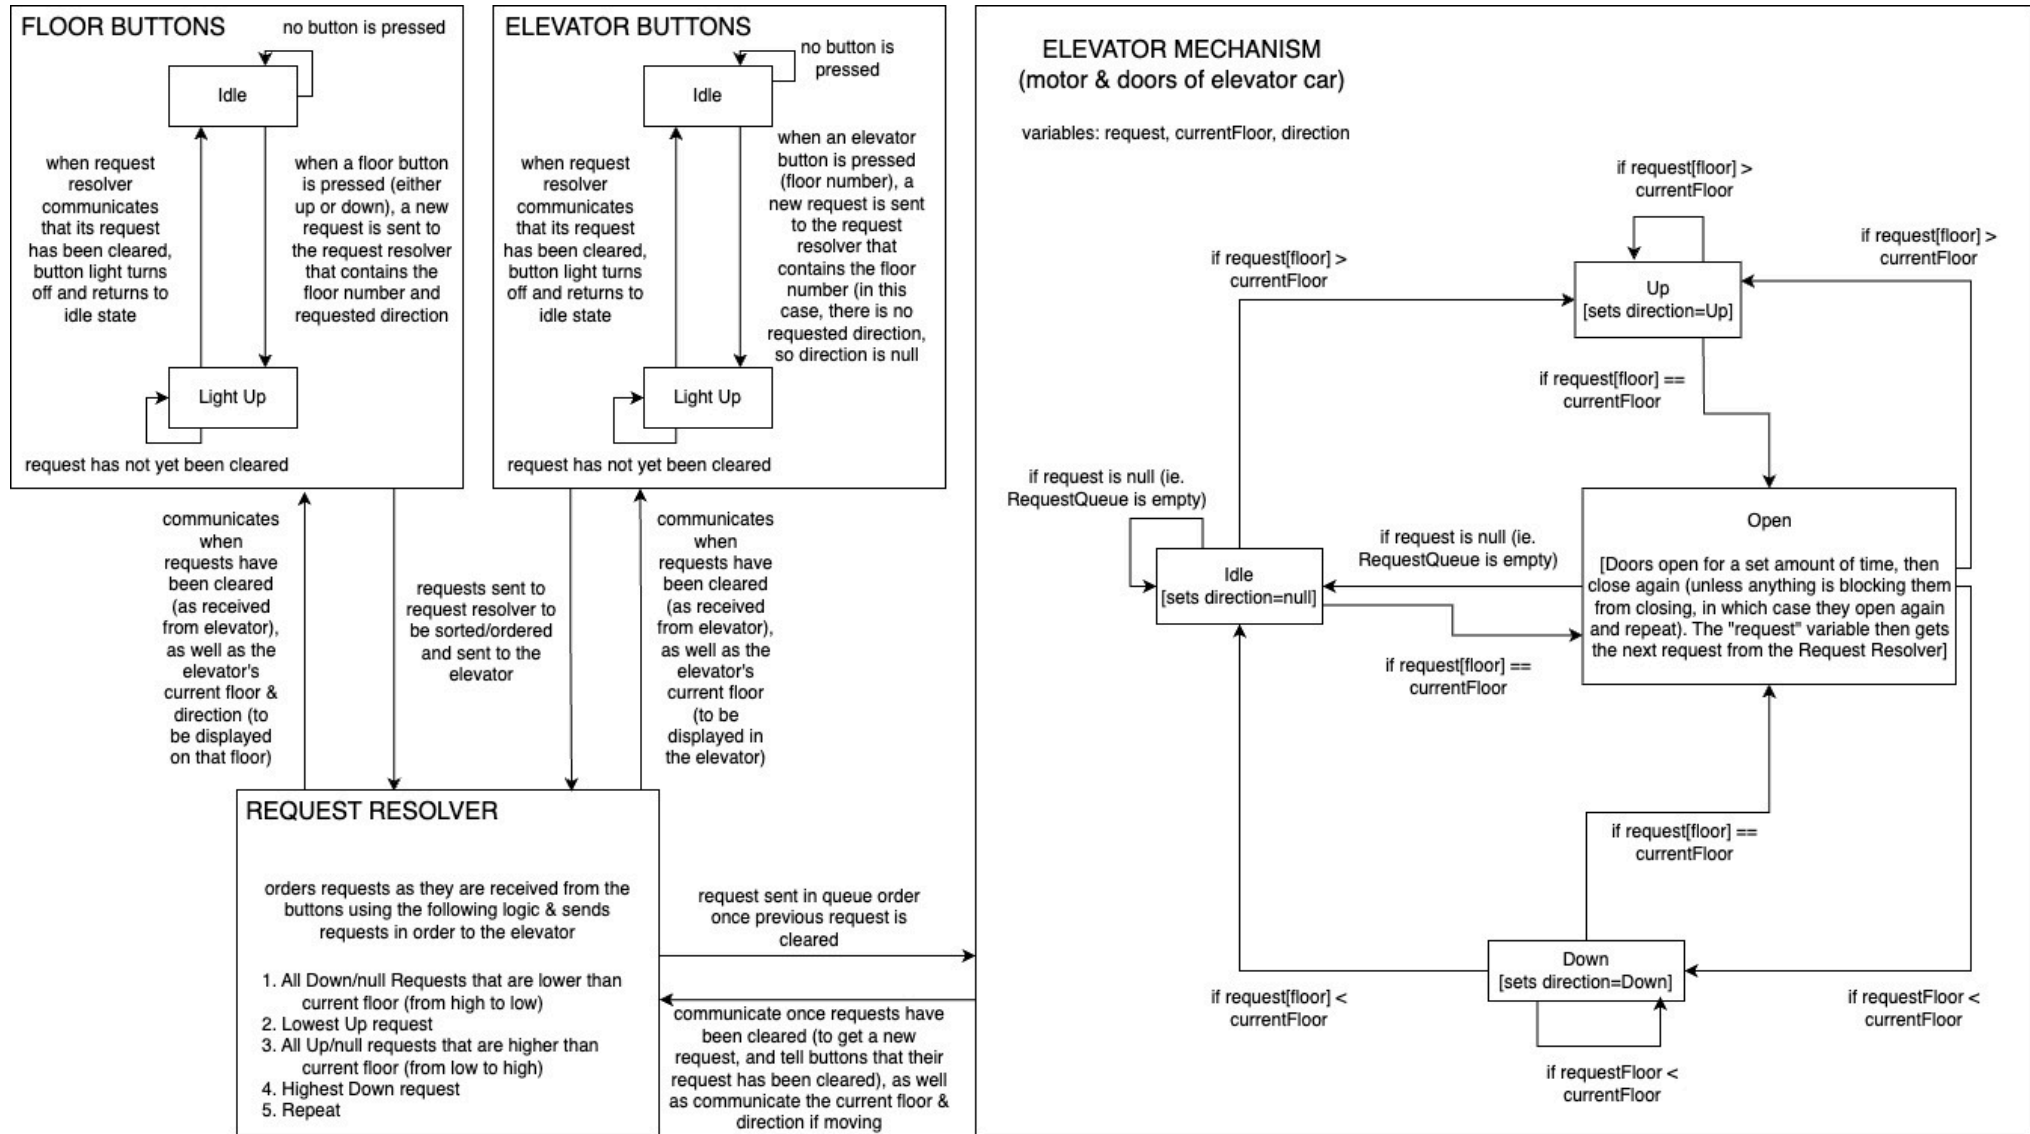 FLOOR BUTTONS
no button is pressed
Idle
when request
resolver
communicates
that its request
has been cleared,
button light turns
off and returns to
idle state
when a floor button
is pressed (either
up or down), a new
request is sent to
the request resolver
that contains the
floor number and
requested direction
Light Up
request has not yet been cleared
ELEVATOR BUTTONS
no button is
pressed
Idle
when request
resolver
communicates
that its request
has been cleared,
button light turns
off and returns to
idle state
when an elevator
button is pressed
(floor number), a
new request is sent
to the request
resolver that
contains the floor
number (in this
case, there is no
requested direction,
so direction is null
Light Up
request has not yet been cleared
communicates
when
requests have
been cleared
(as received
from elevator),
as well as the
elevator's
current floor &
direction (to
be displayed
on that floor)
requests sent to
request resolver to
be sorted/ordered
and sent to the
elevator
communicates
when
requests have
been cleared
(as received
from elevator),
as well as the
elevator's
current floor
(to be
displayed in
the elevator)
REQUEST RESOLVER
orders requests as they are received from the
buttons using the following logic & sends
requests in order to the elevator
1. All Down/null Requests that are lower than
current floor (from high to low)
2. Lowest Up request
3. All Up/null requests that are higher than
current floor (from low to high)
4. Highest Down request
5. Repeat
request sent in queue order
once previous request is
cleared
communicate once requests have
been cleared (to get a new
request, and tell buttons that their
request has been cleared), as well
as communicate the current floor &
direction if moving
ELEVATOR MECHANISM
(motor & doors of elevator car)
variables: request, currentFloor, direction
if request[floor] >
currentFloor
if request[floor] >
currentFloor
if request[floor] >
currentFloor
Up
[sets direction=Up]
if request[floor] ==
currentFloor
if request is null (ie.
RequestQueue is empty)
Idle
[sets direction=null]
if request is null (ie.
RequestQueue is empty)
if request[floor] ==
currentFloor
Open
[Doors open for a set amount of time, then
close again (unless anything is blocking them
from closing, in which case they open again
and repeat). The "request" variable then gets
the next request from the Request Resolver]
if request[floor] ==
currentFloor
Down
[sets direction=Down]
if request[floor] <
currentFloor
if requestFloor <
currentFloor
if requestFloor <
currentFloor